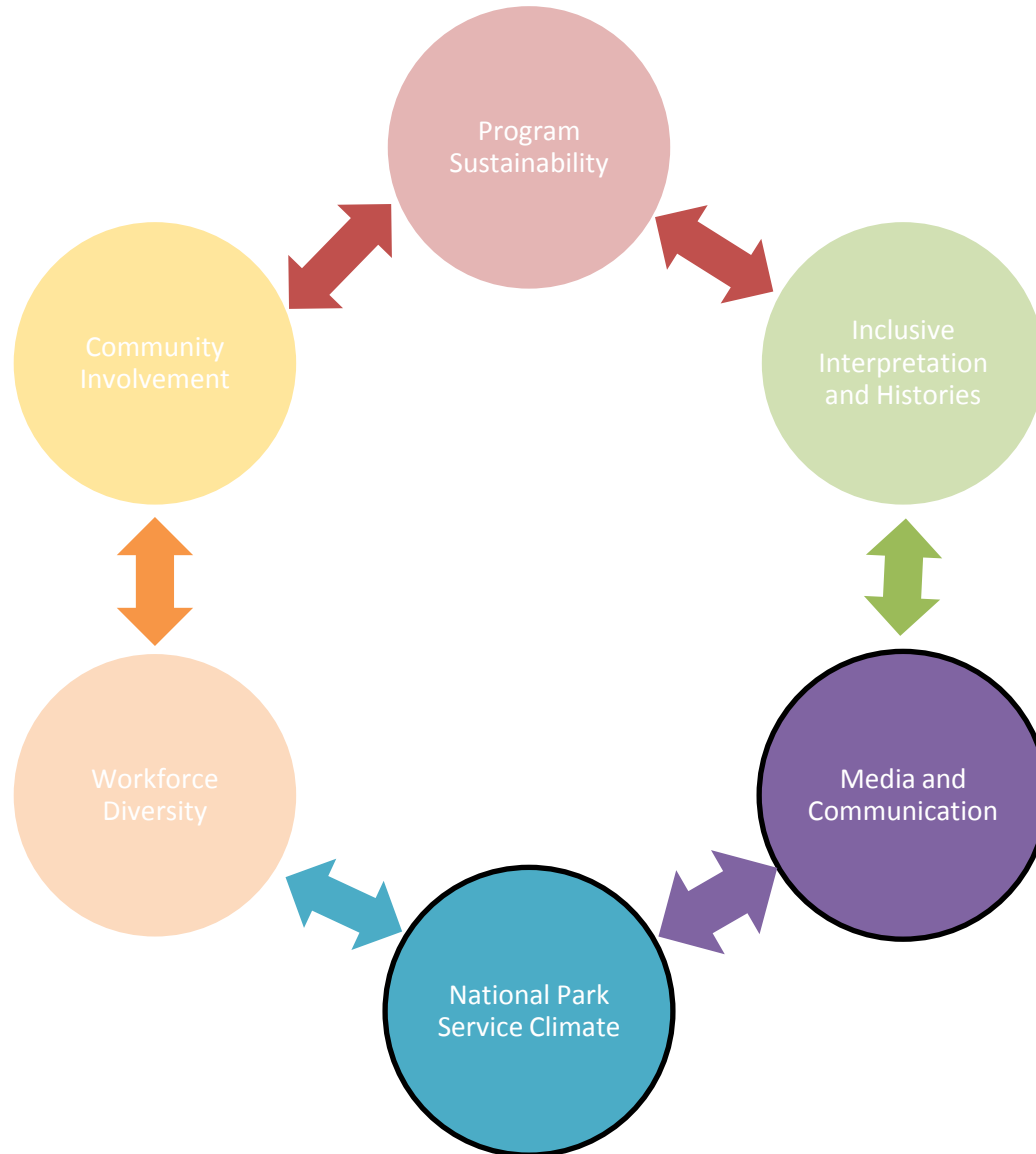 Program
Sustainability
Inclusive
Interpretation
and Histories
Community
Involvement
Media and
Communication
Workforce
Diversity
National Park
Service Climate